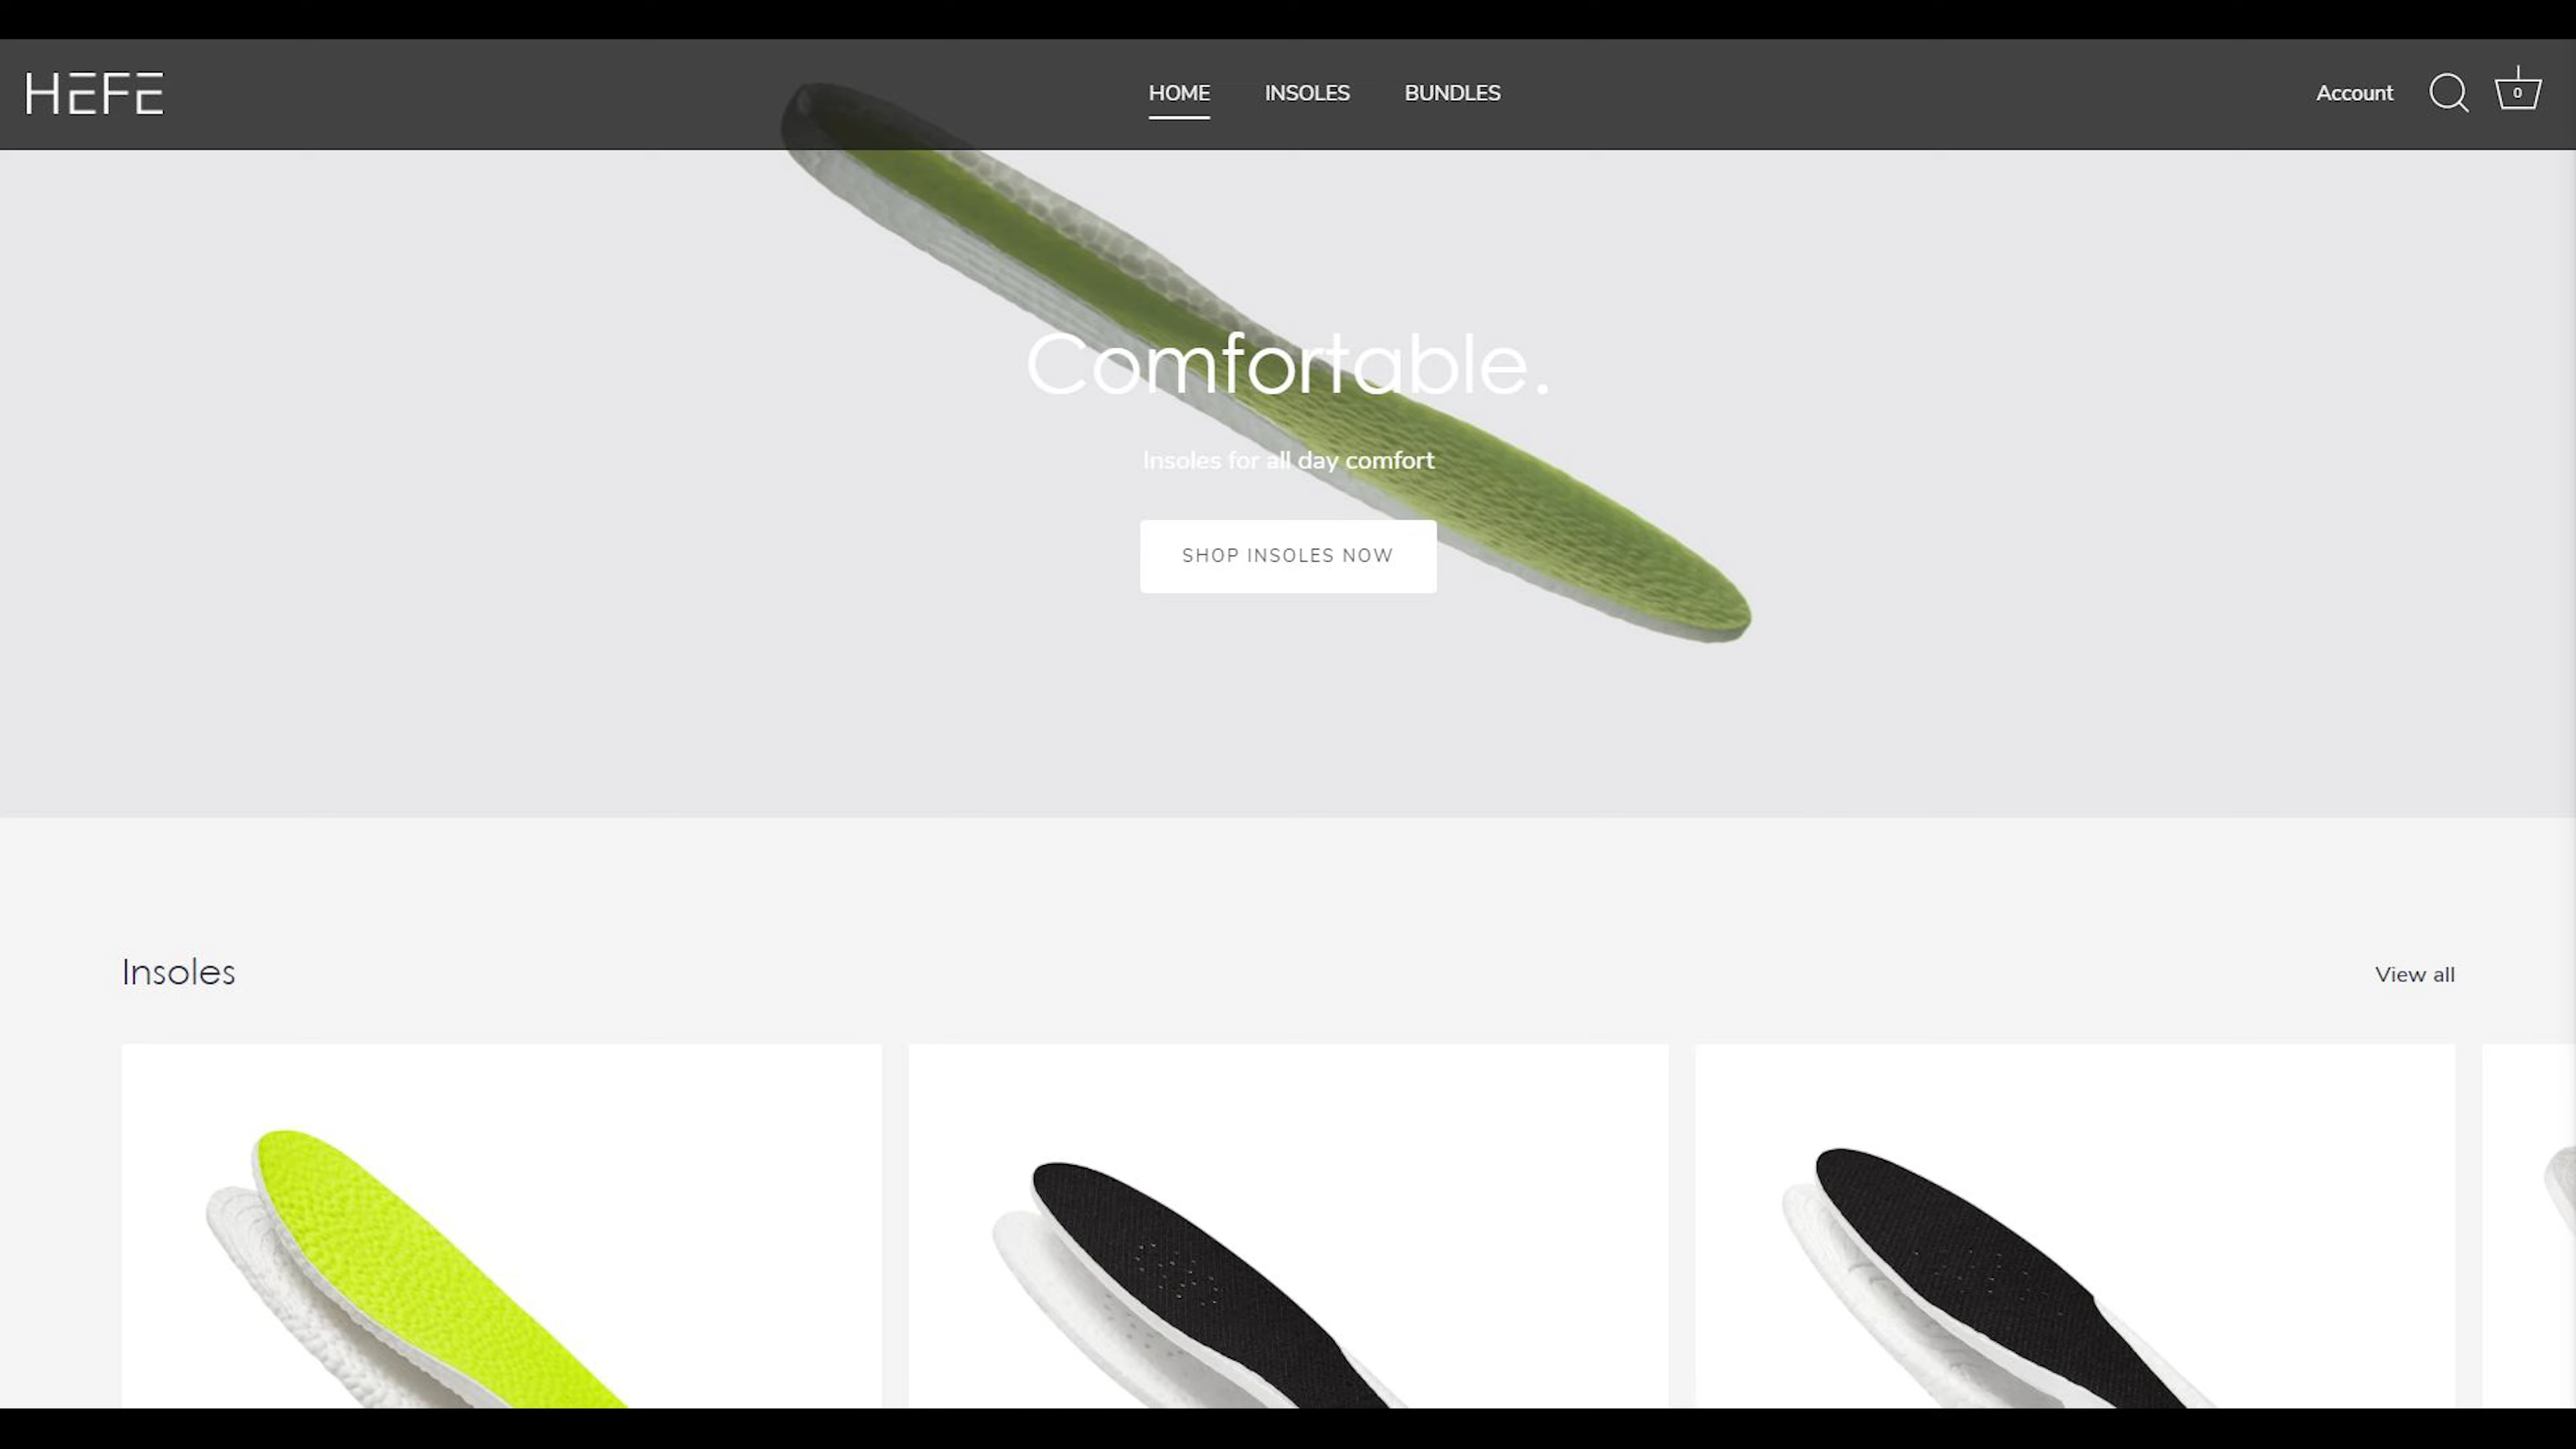 HEFE
HOME
INSOLES
BUNDLES
Account
0
Comfortable.
Insoles for all day comfort
SHOP INSOLES NOW
Insoles
View all